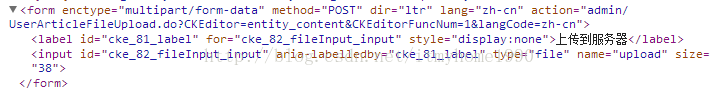 <form enctype="multipart/form-data" method="POST" dir="ltr" lang="zh-cn" action="admin/
UserArticleFileUpload.do?CKEditor=entity_content&CKEditorFuncNum=1&langCode=zh-cn">
<label id="cke_81_label" for="cke_82_fileInput_input" style="display:none">上传到服务器</label>
<input id="cke_82_fileInput_input" aria-labelledby="cke_81_label" type="file" name="upload" size=
"38">
</form>